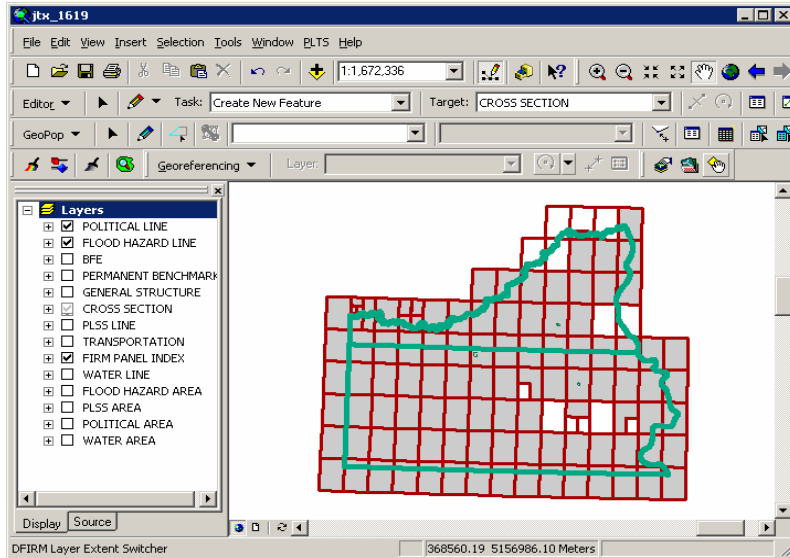 jtx_1619
File Edit View Insert Selection Tools Window PLTS Help
1:1,672,336
Editor Task: Create New Feature Target: CROSS SECTION
GeoPop
Georeferencing Layer:
Layers
POLITICAL LINE
FLOOD HAZARD LINE
BFE
PERMANENT BENCHMARK
GENERAL STRUCTURE
CROSS SECTION
PLSS LINE
TRANSPORTATION
FIRM PANEL INDEX
WATER LINE
FLOOD HAZARD AREA
PLSS AREA
POLITICAL AREA
WATER AREA
Display Source
DFIRM Layer Extent Switcher 368560.19 5156986.10 Meters